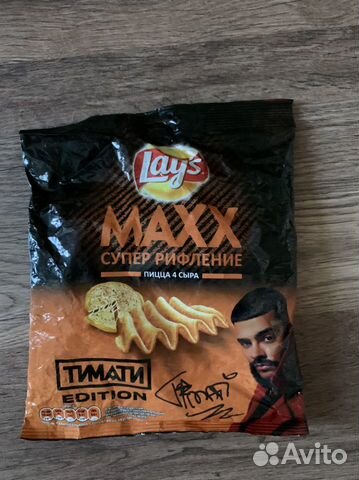 Lay's
MAXX
СУПЕР РИФЛЕНИЕ
ПИЦЦА 4 СЫРА
ТИМАТИ
EDITION
Avito